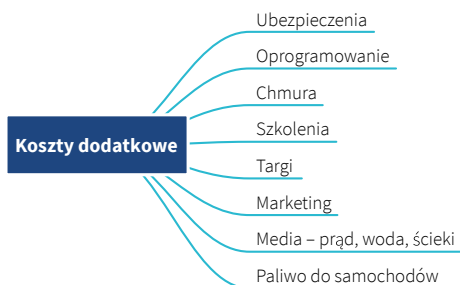 Koszty dodatkowe
Ubezpieczenia
Oprogramowanie
Chmura
Szkolenia
Targi
Marketing
Media – prąd, woda, ścieki
Paliwo do samochodów